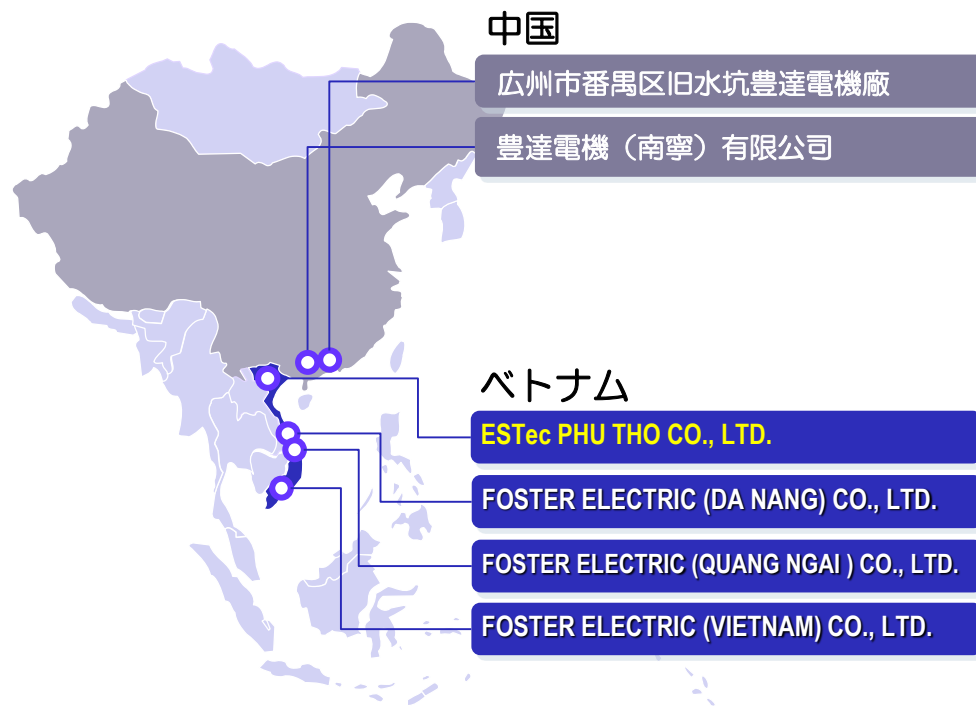 中国
広州市番禺区旧水坑豊達電機廠
豊達電機（南寧）有限公司
ベトナム
ESTec PHU THO CO., LTD.
FOSTER ELECTRIC (DA NANG) CO., LTD.
FOSTER ELECTRIC (QUANG NGAI ) CO., LTD.
FOSTER ELECTRIC (VIETNAM) CO., LTD.